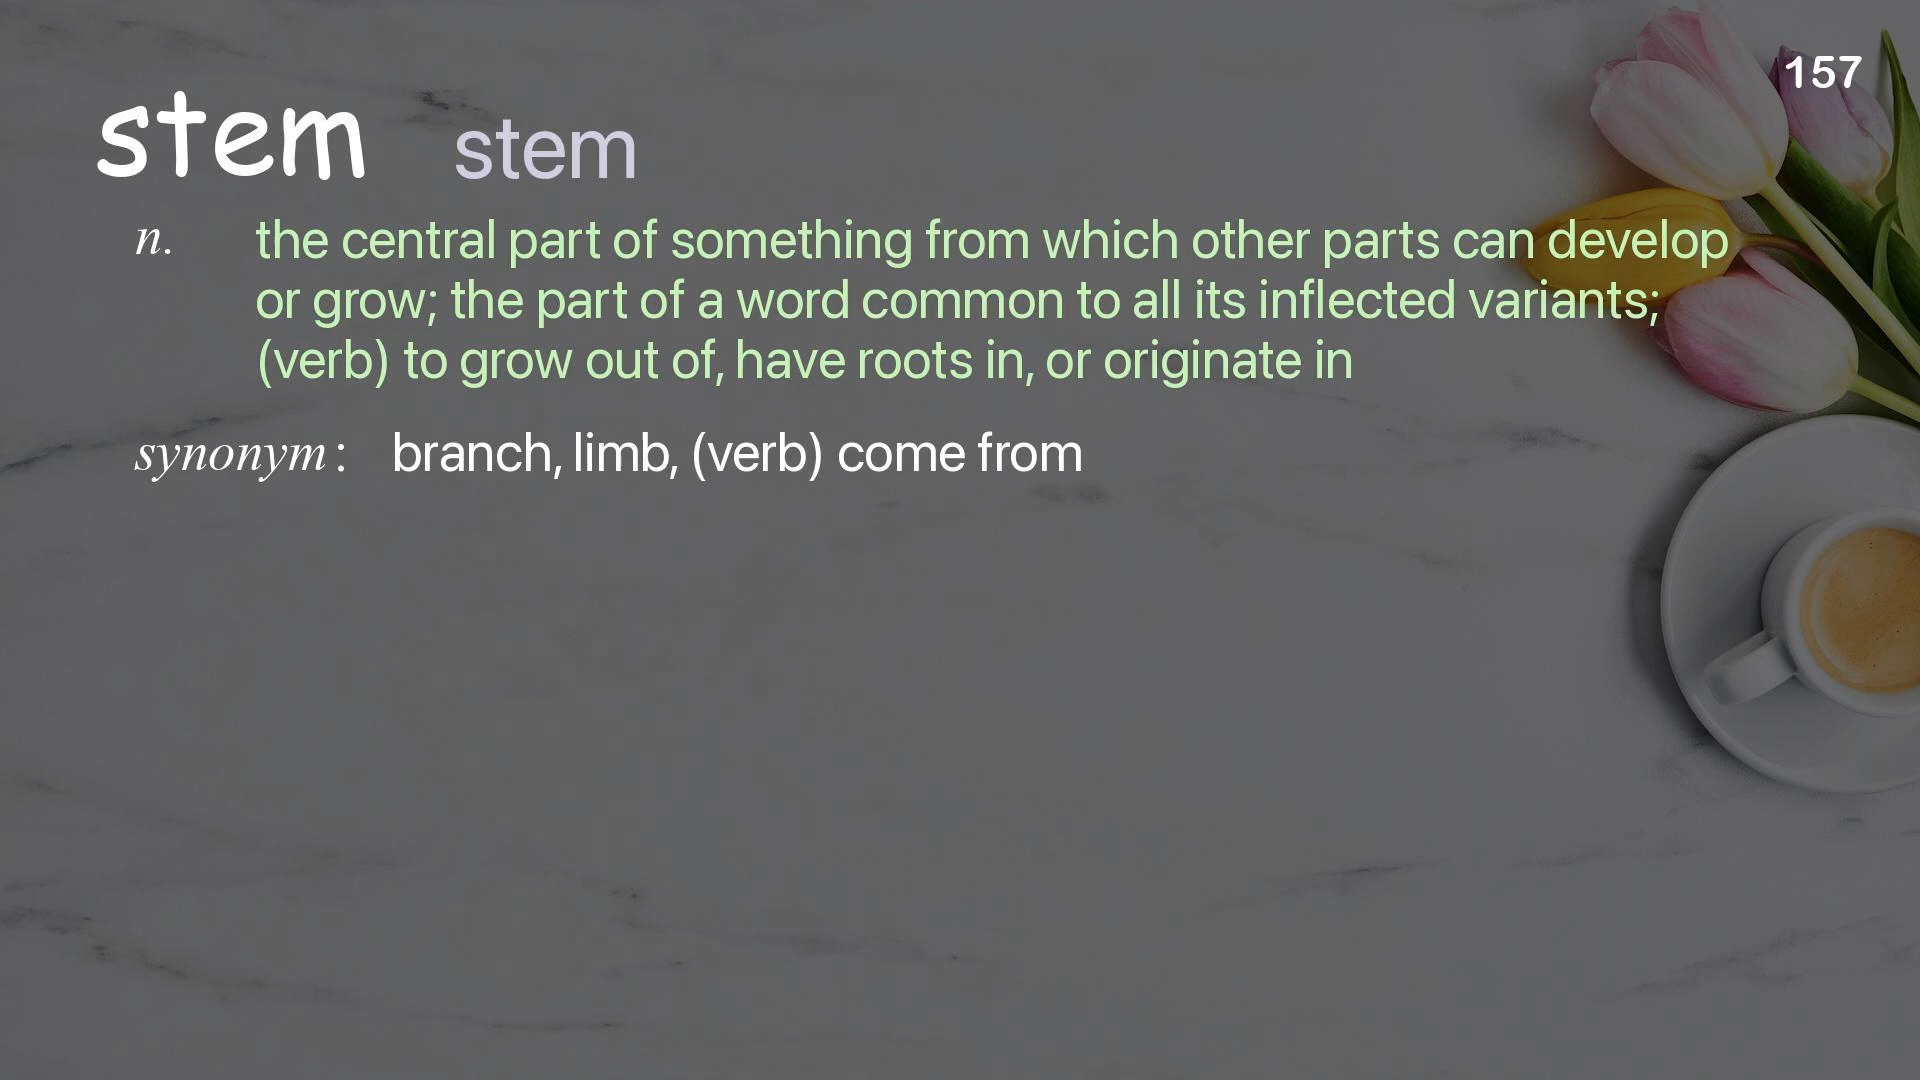 157
stem stem
n. the central part of something from which other parts can develop
or grow; the part of a word common to all its inflected variants;
(verb) to grow out of, have roots in, or originate in
synonym: branch, limb, (verb) come from